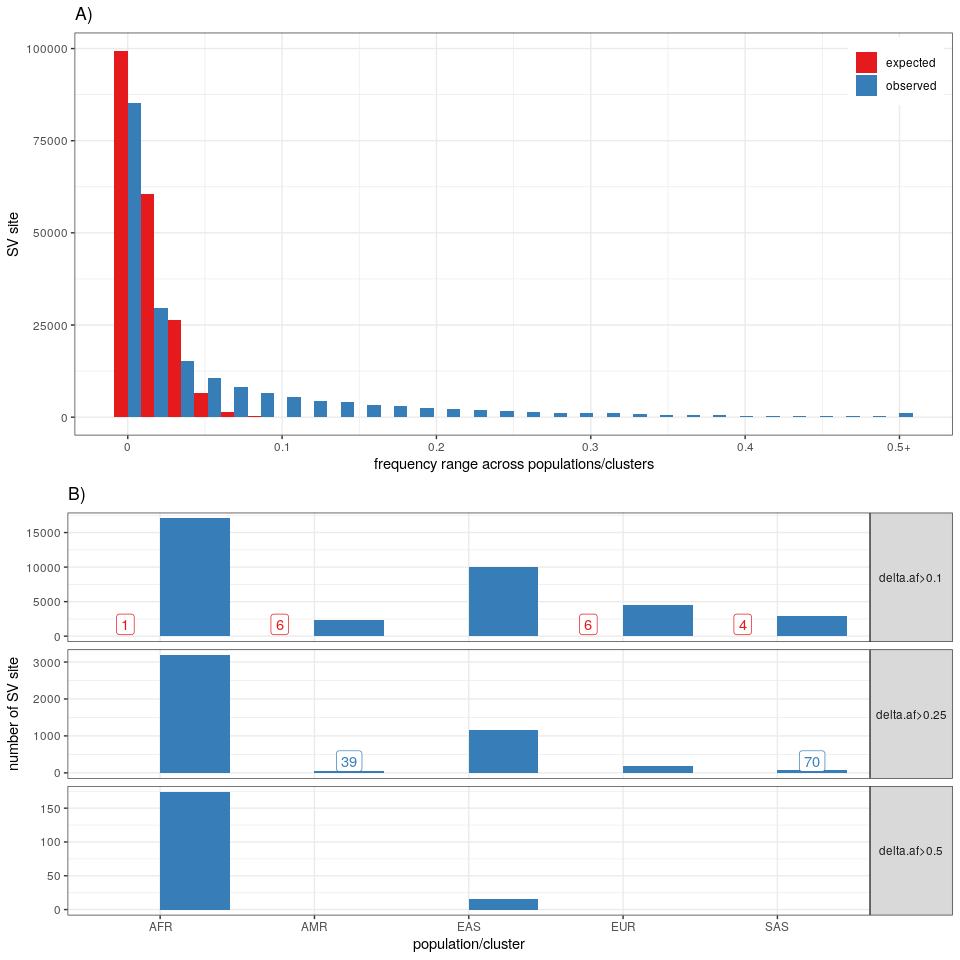 A)
100000
75000
50000
25000
0
SV site
expected
observed
0 0.1 0.2 0.3 0.4 0.5+
frequency range across populations/clusters
B)
number of SV site
15000
10000
5000
0
1 6 6 4
delta.af>0.1
3000
2000
1000
0
39 70
delta.af>0.25
150
100
50
0
delta.af>0.5
AFR AMR EAS EUR SAS
population/cluster